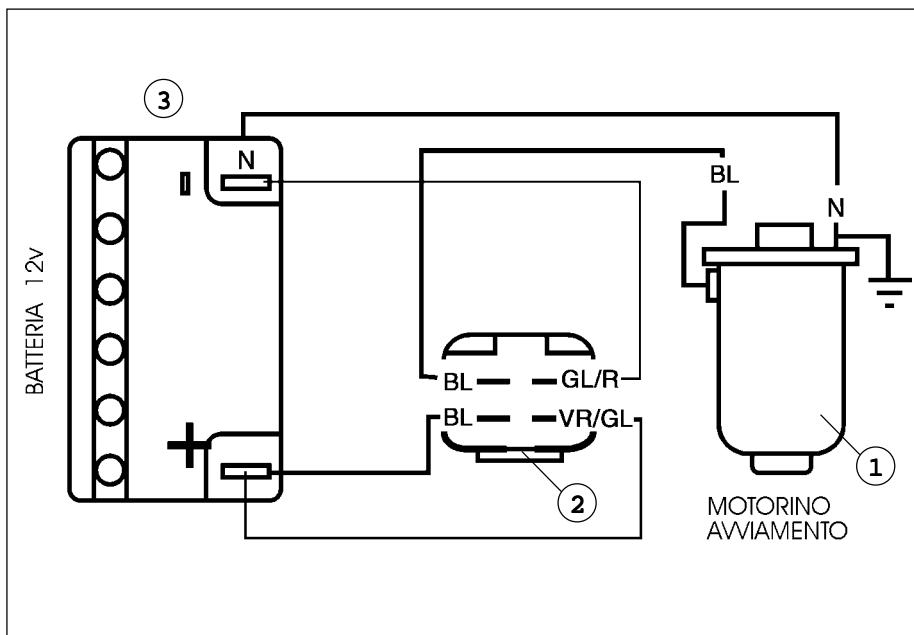 3
N
-
BL
N
BATTERIA 12v
BL
GL/R
BL
VR/GL
+
1
2
MOTORINO
AVVIAMENTO